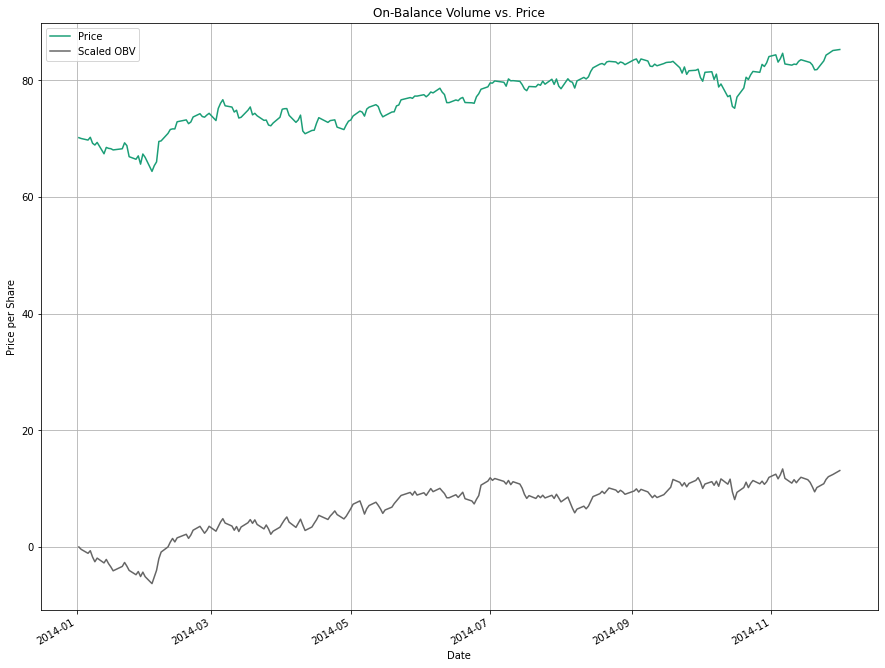 On-Balance Volume vs. Price
Price
Scaled OBV
80
60
40
20
0
Price per Share
2014-01
2014-03
2014-05
2014-07
2014-09
2014-11
Date